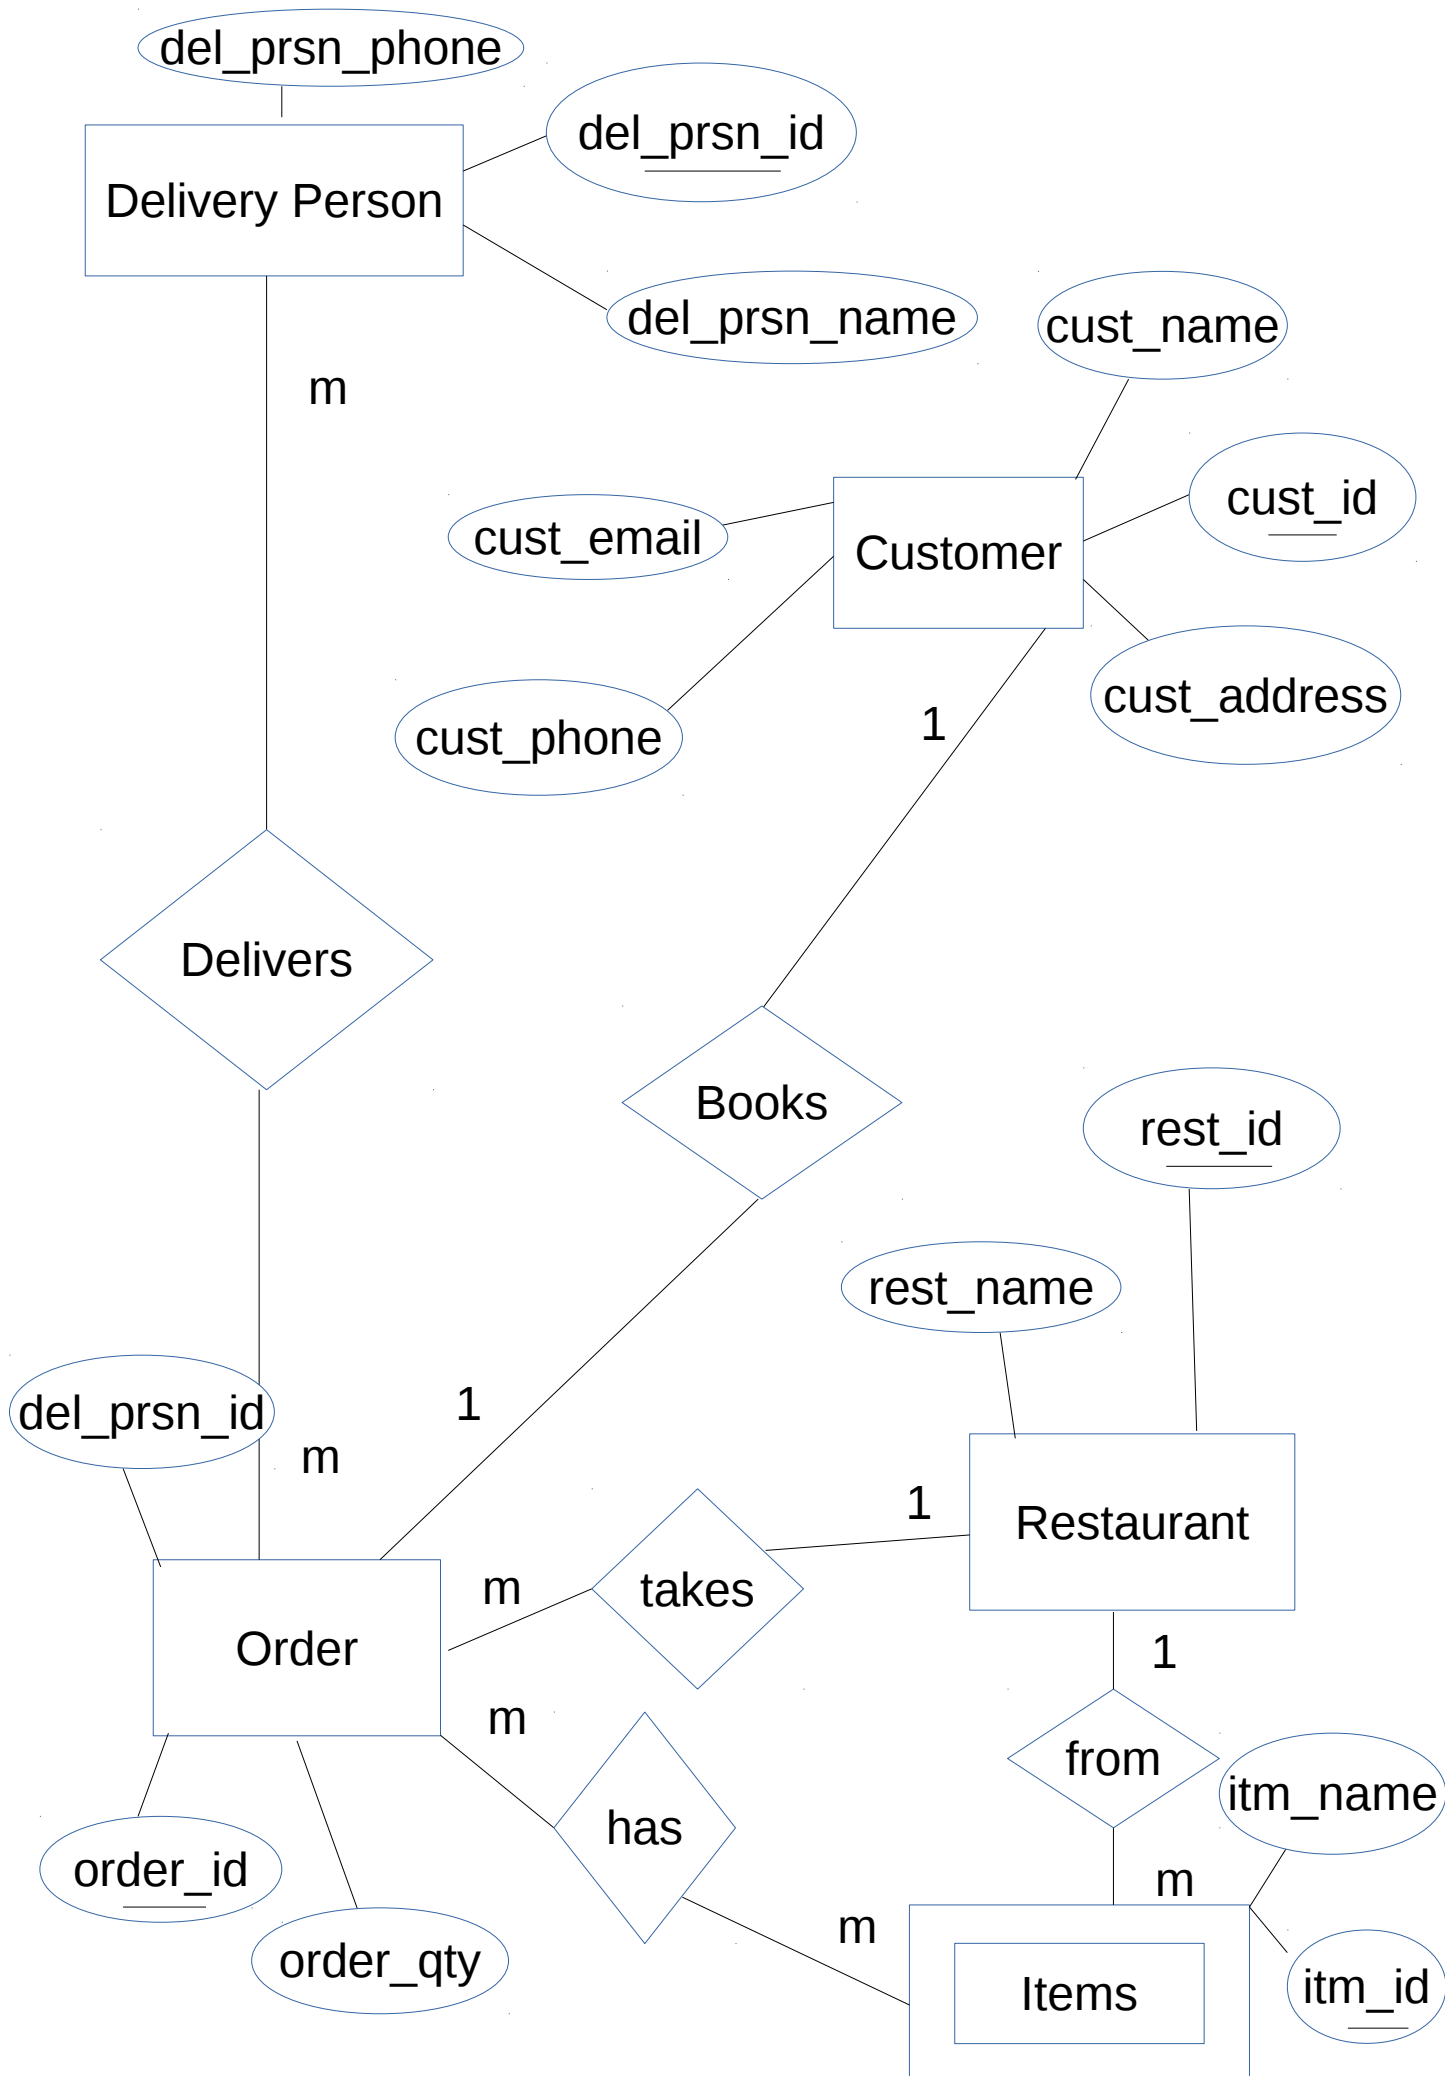 del_prsn_phone
del_prsn_id
Delivery Person
del_prsn_name
cust_name
m
cust_id
cust_email
Customer
cust_address
1
cust_phone
Delivers
Books
rest_id
rest_name
1
del_prsn_id
m
1
Restaurant
m
takes
Order
1
m
from
itm_name
has
order_id
m
m
order_qty
itm_id
Items